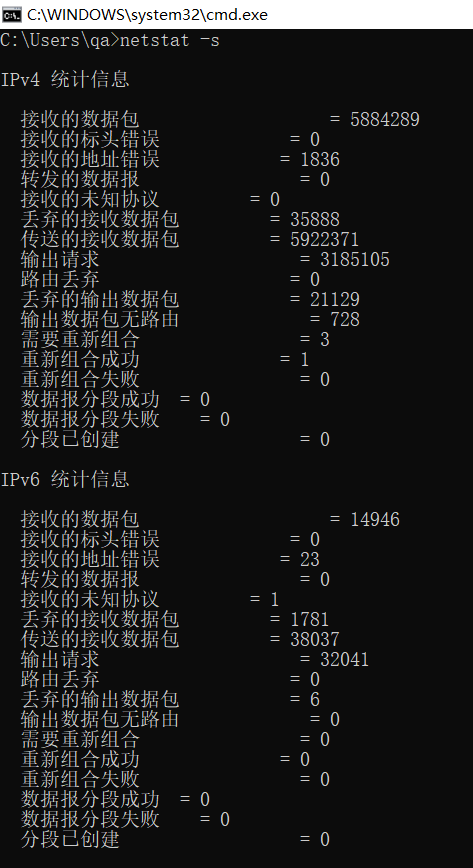 C:\WINDOWS\system32\cmd.exe
C:\Users\qa>netstat -s
IPv4 统计信息
接收的数据包 = 5884289
接收的标头错误 = 0
接收的地址错误 = 1836
转发的数据报 = 0
接收的未知协议 = 0
丢弃的接收数据包 = 35888
传送的接收数据包 = 5922371
输出请求 = 3185105
路由丢弃 = 0
丢弃的输出数据包 = 21129
输出数据包无路由 = 728
需要重新组合 = 3
重新组合成功 = 1
重新组合失败 = 0
数据报分段成功 = 0
数据报分段失败 = 0
分段已创建 = 0
IPv6 统计信息
接收的数据包 = 14946
接收的标头错误 = 0
接收的地址错误 = 23
转发的数据报 = 0
接收的未知协议 = 1
丢弃的接收数据包 = 1781
传送的接收数据包 = 38037
输出请求 = 32041
路由丢弃 = 0
丢弃的输出数据包 = 6
输出数据包无路由 = 0
需要重新组合 = 0
重新组合成功 = 0
重新组合失败 = 0
数据报分段成功 = 0
数据报分段失败 = 0
分段已创建 = 0